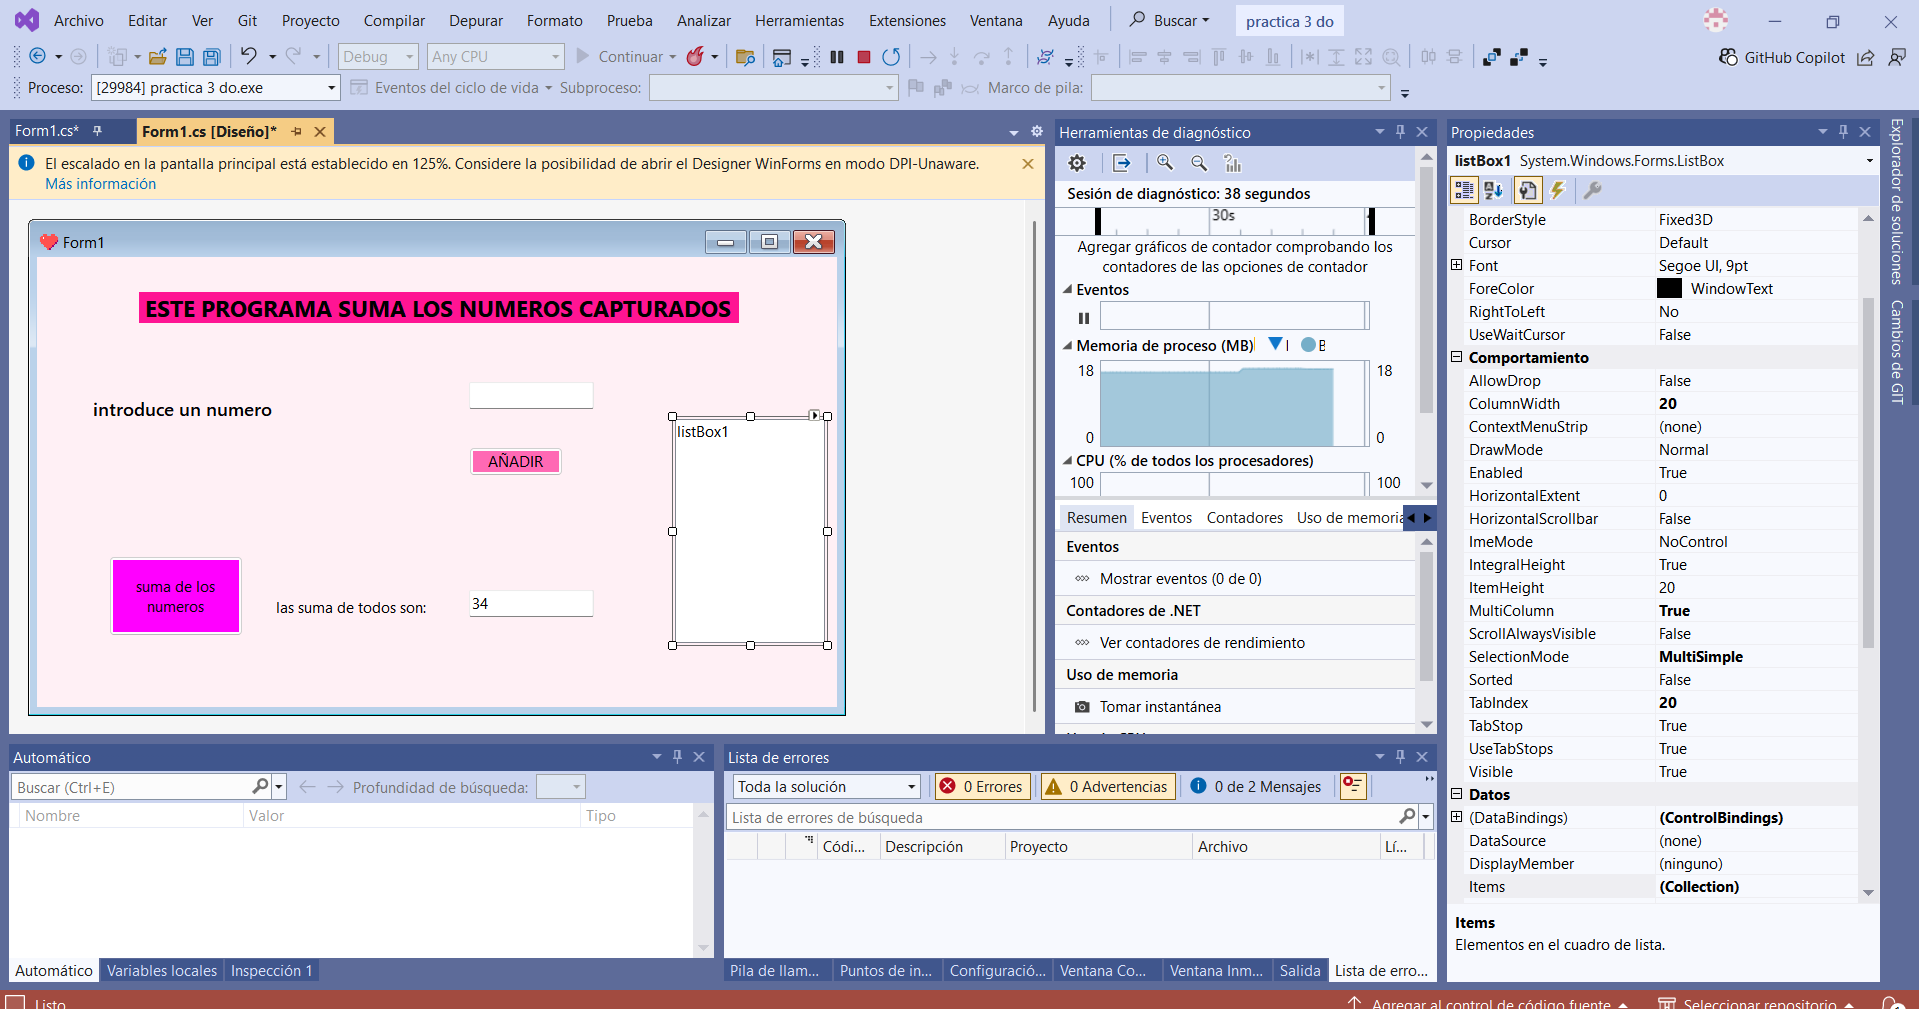 Archivo Editar Ver Git Proyecto Compilar Depurar Formato Prueba Analizar Herramientas Extensiones Ventana Ayuda Buscar practica 3 do
Debug Any CPU Continuar GitHub Copilot
Proceso: [29984] practica 3 do.exe Eventos del ciclo de vida Subproceso: Marco de pila:
Form1.cs* Form1.cs [Diseño]*
El escalado en la pantalla principal está establecido en 125%. Considere la posibilidad de abrir el Designer WinForms en modo DPI-Unaware.
Más información
Form1
ESTE PROGRAMA SUMA LOS NUMEROS CAPTURADOS
introduce un numero
AÑADIR
listBox1
suma de los
numeros
las suma de todos son:
34
Herramientas de diagnóstico
Sesión de diagnóstico: 38 segundos
30s
Agregar gráficos de contador comprobando los
contadores de las opciones de contador
Eventos
Memoria de proceso (MB)
18 18
0 0
CPU (% de todos los procesadores)
100 100
Resumen Eventos Contadores Uso de memoria
Eventos
Mostrar eventos (0 de 0)
Contadores de .NET
Ver contadores de rendimiento
Uso de memoria
Tomar instantánea
Propiedades
listBox1 System.Windows.Forms.ListBox
BorderStyle Fixed3D
Cursor Default
Font Segoe UI, 9pt
ForeColor WindowText
RightToLeft No
UseWaitCursor False
Comportamiento
AllowDrop False
ColumnWidth 20
ContextMenuStrip (none)
DrawMode Normal
Enabled True
HorizontalExtent 0
HorizontalScrollbar False
ImeMode NoControl
IntegralHeight True
ItemHeight 20
MultiColumn True
ScrollAlwaysVisible False
SelectionMode MultiSimple
Sorted False
TabIndex 20
TabStop True
UseTabStops True
Visible True
Datos
(DataBindings) (ControlBindings)
DataSource (none)
DisplayMember (ninguno)
Items (Collection)
Items
Elementos en el cuadro de lista.
Explorador de soluciones
Cambios de GIT
Automático
Buscar (Ctrl+E) Profundidad de búsqueda:
Nombre Valor Tipo
Automático Variables locales Inspección 1
Lista de errores
Toda la solución 0 Errores 0 Advertencias 0 de 2 Mensajes
Lista de errores de búsqueda
Códi... Descripción Proyecto Archivo Lí...
Pila de llam... Puntos de in... Configuració... Ventana Co... Ventana Inm... Salida Lista de erro...
Listo Agregar al control de código fuente Seleccionar repositorio